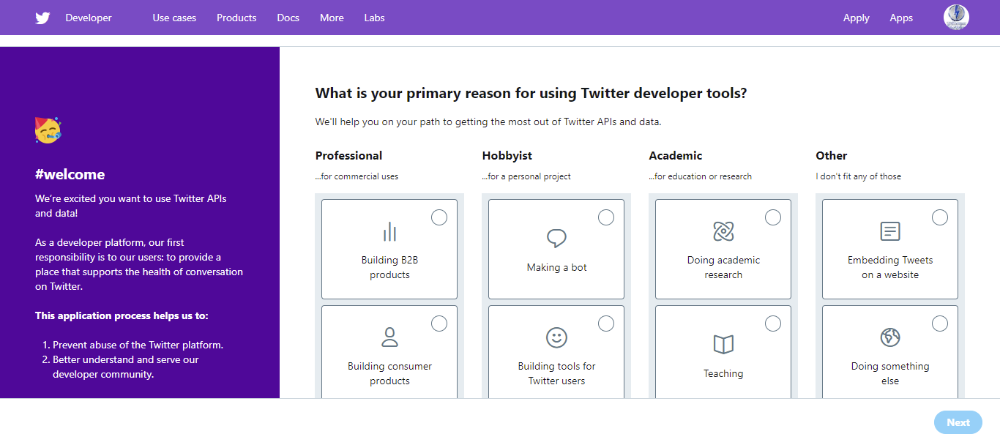 Developer
Use cases
Products
Docs
More
Labs
Apply
Apps
#welcome
We’re excited you want to use Twitter APIs
and data!
As a developer platform, our first
responsibility is to our users: to provide a
place that supports the health of conversation
on Twitter.
This application process helps us to:
1. Prevent abuse of the Twitter platform.
2. Better understand and serve our
developer community.
What is your primary reason for using Twitter developer tools?
We'll help you on your path to getting the most out of Twitter APIs and data.
Professional
...for commercial uses
Building B2B
products
Building consumer
products
Hobbyist
...for a personal project
Making a bot
Building tools for
Twitter users
Academic
...for education or research
Doing academic
research
Teaching
Other
I don't fit any of those
Embedding Tweets
on a website
Doing something
else
Next